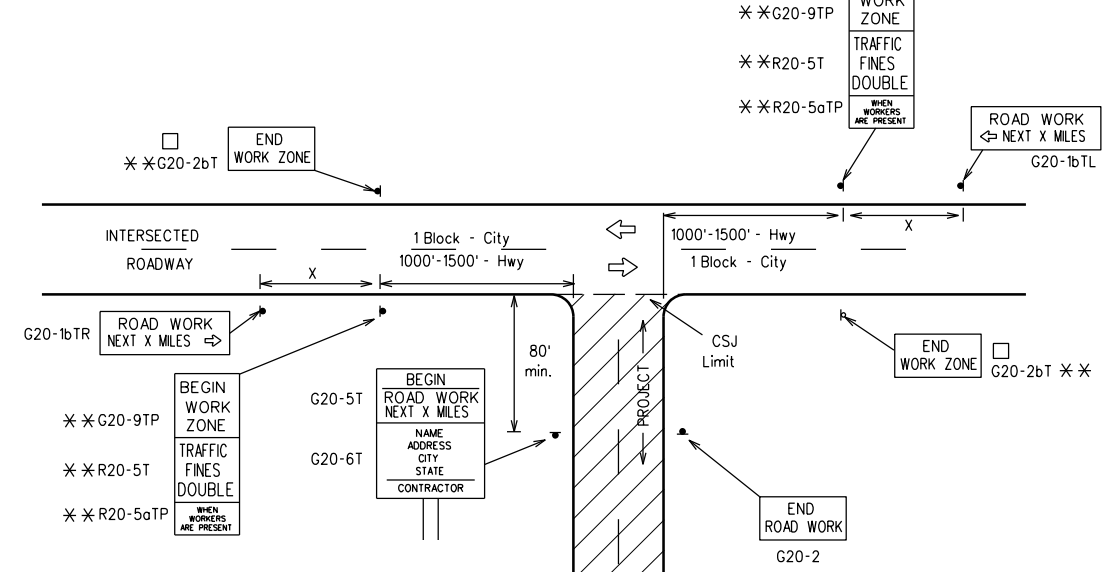 WORK
ZONE
✳✳G20-9TP
TRAFFIC
FINES
DOUBLE
✳✳R20-5T
WHEN
WORKERS
ARE PRESENT
✳✳R20-5aTP
ROAD WORK
⇦ NEXT X MILES
G20-1bTL
END
WORK ZONE
□
✳✳G20-2bT
X
INTERSECTED
ROADWAY
1 Block - City
1000'-1500' - Hwy
1000'-1500' - Hwy
1 Block - City
X
G20-1bTR
ROAD WORK
NEXT X MILES ⇨
80'
min.
CSJ
Limit
PROJECT
END
WORK ZONE
□
G20-2bT ✳✳
BEGIN
WORK
ZONE
✳✳G20-9TP
TRAFFIC
FINES
DOUBLE
✳✳R20-5T
WHEN
WORKERS
ARE PRESENT
✳✳R20-5aTP
BEGIN
ROAD WORK
NEXT X MILES
G20-5T
NAME
ADDRESS
CITY
STATE
CONTRACTOR
G20-6T
END
ROAD WORK
G20-2